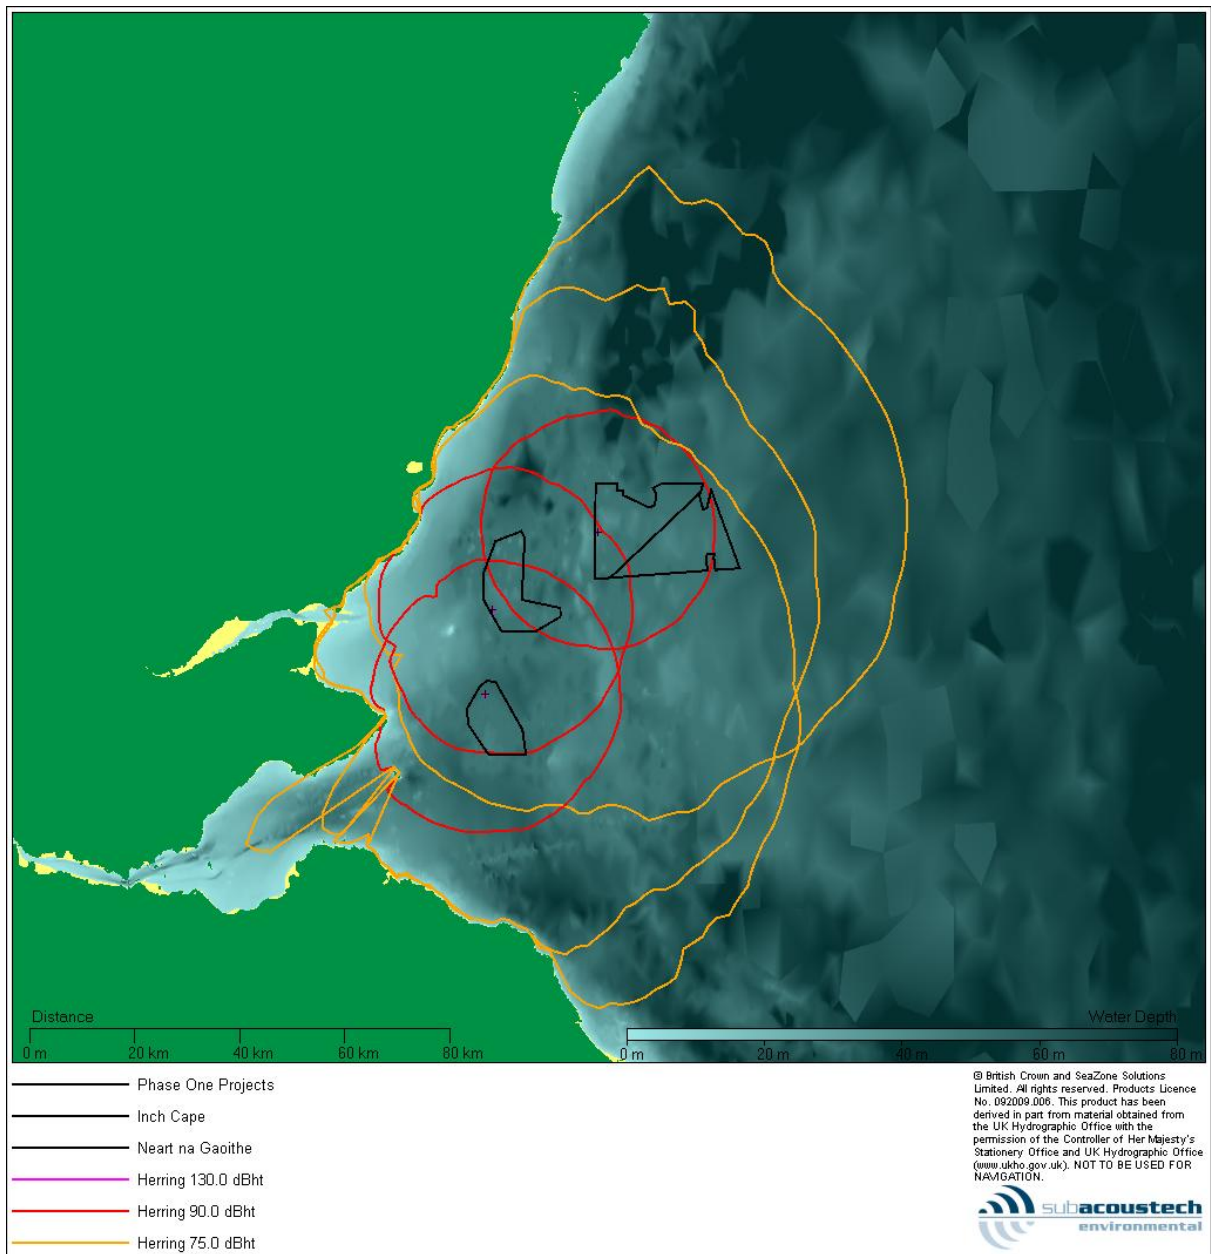 Distance
0 m 20 km 40 km 60 km 80 km
Water Depth
0 m 20 m 40 m 60 m 80 m
Phase One Projects
Inch Cape
Neart na Gaoithe
Herring 130.0 dBht
Herring 90.0 dBht
Herring 75.0 dBht
© British Crown and SeaZone Solutions
Limited. All rights reserved. Products Licence
No. 092009.006. This product has been
derived in part from material obtained from
the UK Hydrographic Office with the
permission of the Controller of Her Majesty's
Stationery Office and UK Hydrographic Office
(www.ukho.gov.uk). NOT TO BE USED FOR
NAVIGATION.
subacoustech
environmental